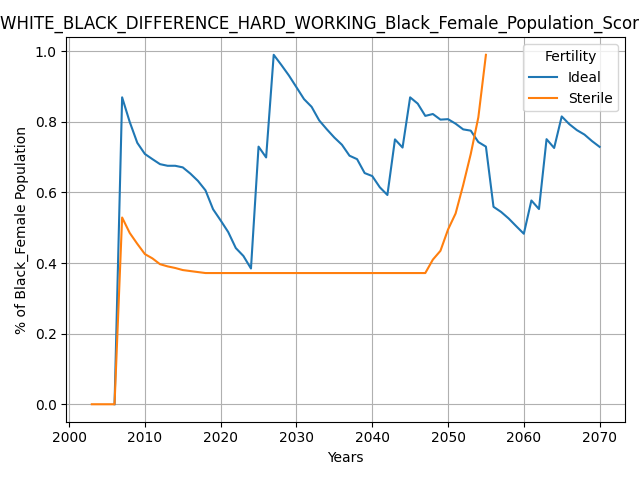 WHITE_BLACK_DIFFERENCE_HARD_WORKING_Black_Female_Population_Scor
Fertility
Ideal
Sterile
% of Black_Female Population
1.0
0.8
0.6
0.4
0.2
0.0
2000 2010 2020 2030 2040 2050 2060 2070
Years